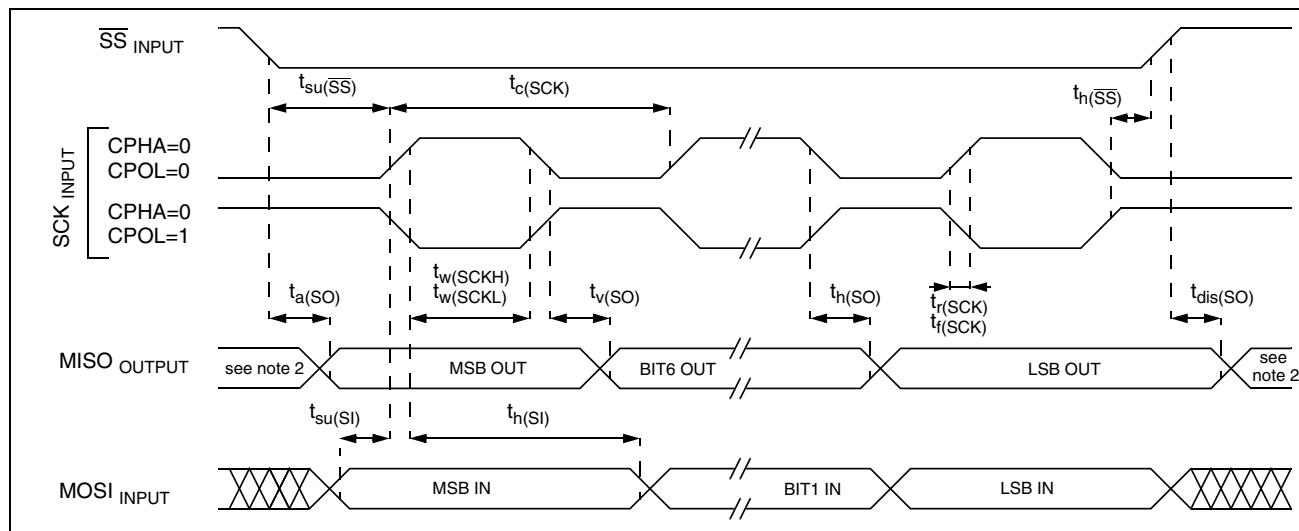 SS INPUT
tsu(SS)
tc(SCK)
th(SS)
SCK INPUT
CPHA=0
CPOL=0
CPHA=0
CPOL=1
ta(SO)
tw(SCKH)
tw(SCKL)
tv(SO)
th(SO)
tr(SCK)
tf(SCK)
tdis(SO)
MISO OUTPUT
see note 2
MSB OUT
BIT6 OUT
LSB OUT
see
note 2
tsu(SI)
th(SI)
MOSI INPUT
MSB IN
BIT1 IN
LSB IN